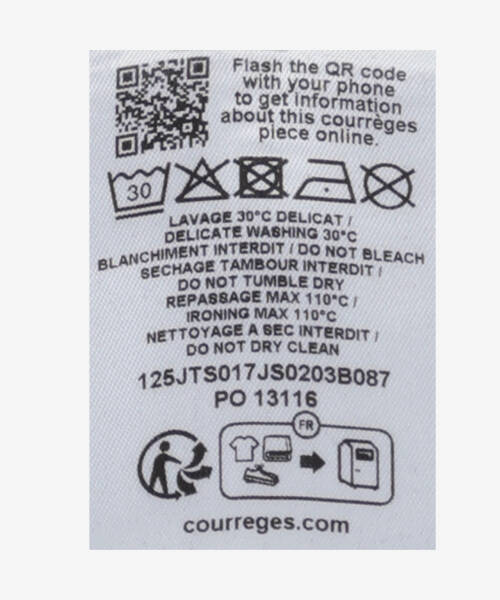 Flash the QR code
with your phone
to get information
about this courrèges
piece online.
30
LAVAGE 30°C DELICAT /
DELICATE WASHING 30°C
BLANCHIMENT INTERDIT / DO NOT BLEACH
SECHAGE TAMBOUR INTERDIT /
DO NOT TUMBLE DRY
REPASSAGE MAX 110°C /
IRONING MAX 110°C
NETTOYAGE A SEC INTERDIT /
DO NOT DRY CLEAN
125JTS017JS0203B087
PO 13116
FR
courreges.com